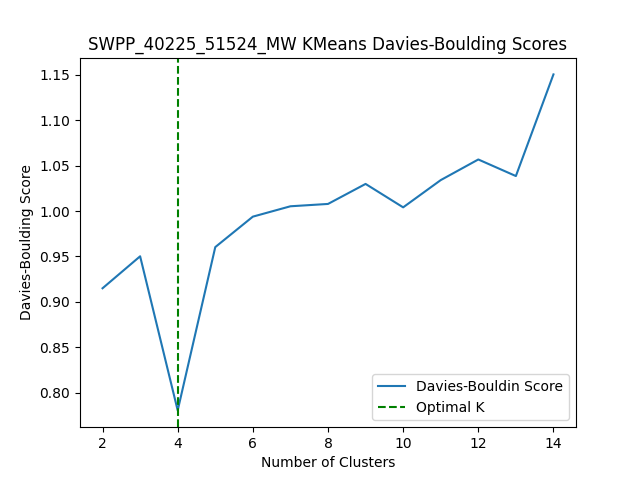 SWPP_40225_51524_MW KMeans Davies-Boulding Scores
Davies-Boulding Score
1.15
1.10
1.05
1.00
0.95
0.90
0.85
0.80
2 4 6 8 10 12 14
Number of Clusters
Davies-Bouldin Score
Optimal K